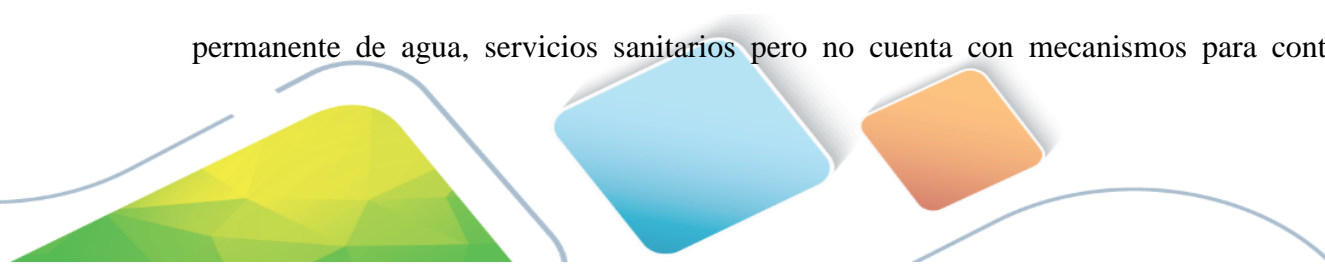 permanente de agua, servicios sanitarios pero no cuenta con mecanismos para cont